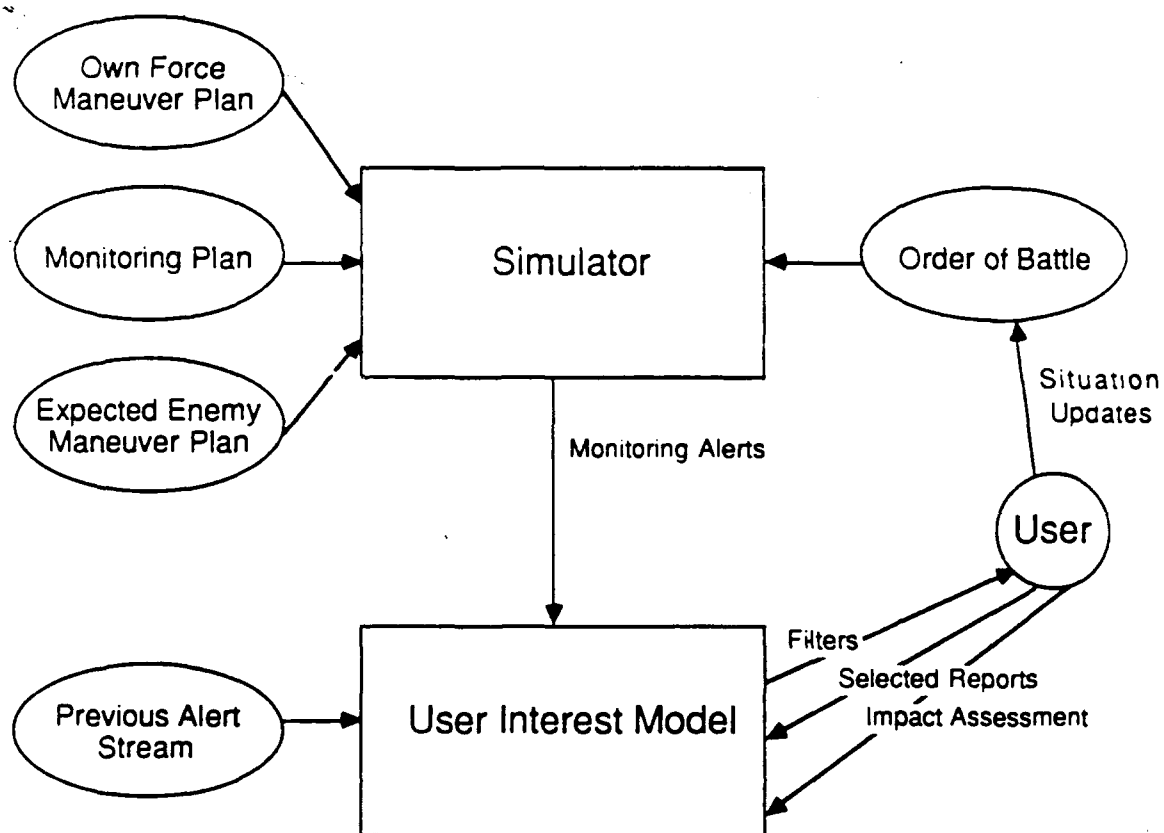 Own Force
Maneuver Plan
Monitoring Plan
Simulator
Order of Battle
Expected Enemy
Maneuver Plan
Situation
Updates
Monitoring Alerts
User
Filters
Selected Reports
Impact Assessment
Previous Alert
Stream
User Interest Model